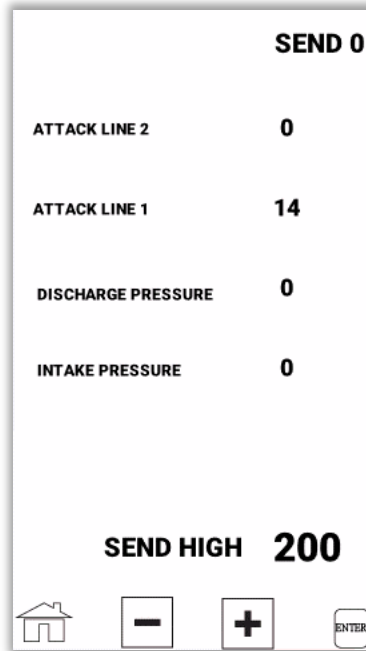 SEND 0
ATTACK LINE 2 0
ATTACK LINE 1 14
DISCHARGE PRESSURE 0
INTAKE PRESSURE 0
SEND HIGH 200
- +
ENTER